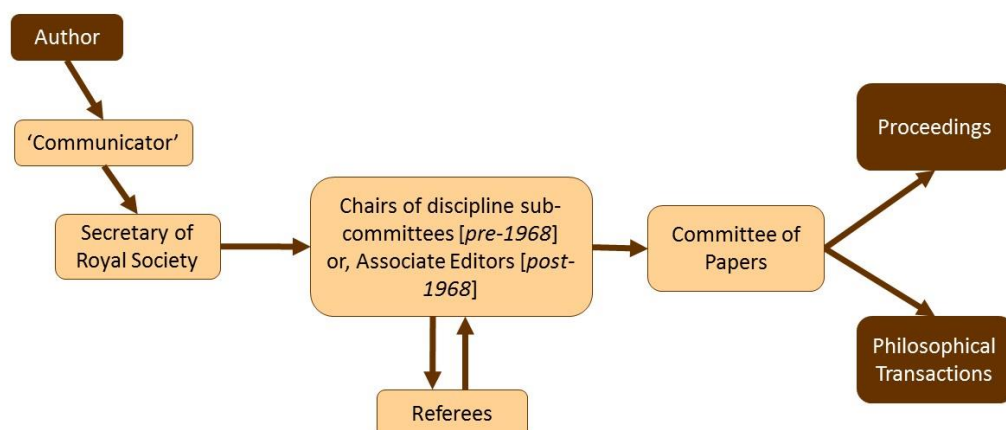 Author
‘Communicator’
Secretary of
Royal Society
Chairs of discipline sub-
committees [pre-1968]
or, Associate Editors [post-
1968]
Referees
Committee of
Papers
Proceedings
Philosophical
Transactions